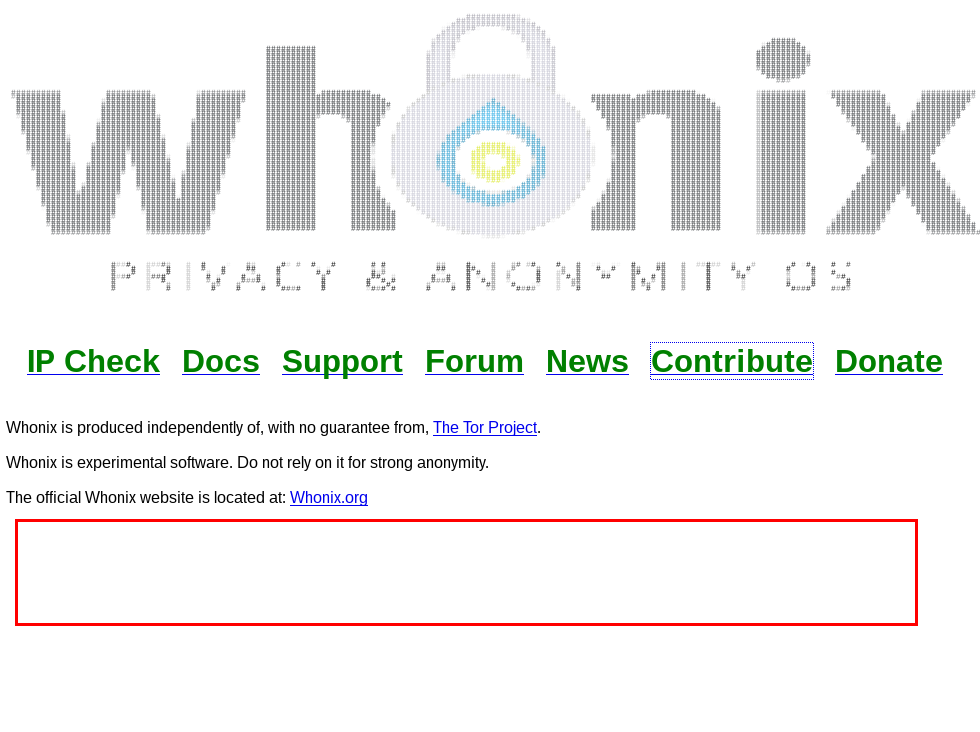 whonix
PRIVACY & ANONYMITY OS
IP Check Docs Support Forum News Contribute Donate
Whonix is produced independently of, with no guarantee from, The Tor Project.
Whonix is experimental software. Do not rely on it for strong anonymity.
The official Whonix website is located at: Whonix.org